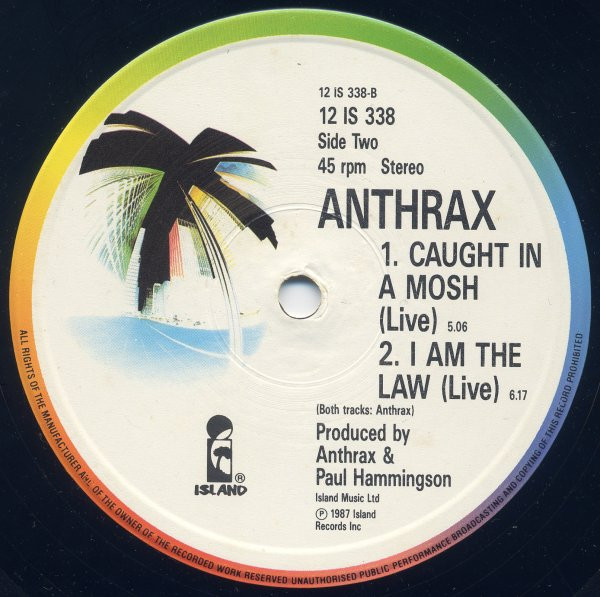 12 IS 338-B
12 IS 338
Side Two
45 rpm Stereo
ANTHRAX
1. CAUGHT IN
A MOSH
(Live) 5.06
2. I AM THE
LAW (Live) 6.17
(Both tracks: Anthrax)
Produced by
Anthrax &
Paul Hammingson
Island Music Ltd
℗ 1987 Island
Records Inc
ISLAND®
ALL RIGHTS OF THE MANUFACTURER AND OF THE OWNER OF THE RECORDED WORK RESERVED UNAUTHORISED PUBLIC PERFORMANCE BROADCASTING AND COPYING OF THIS RECORD PROHIBITED